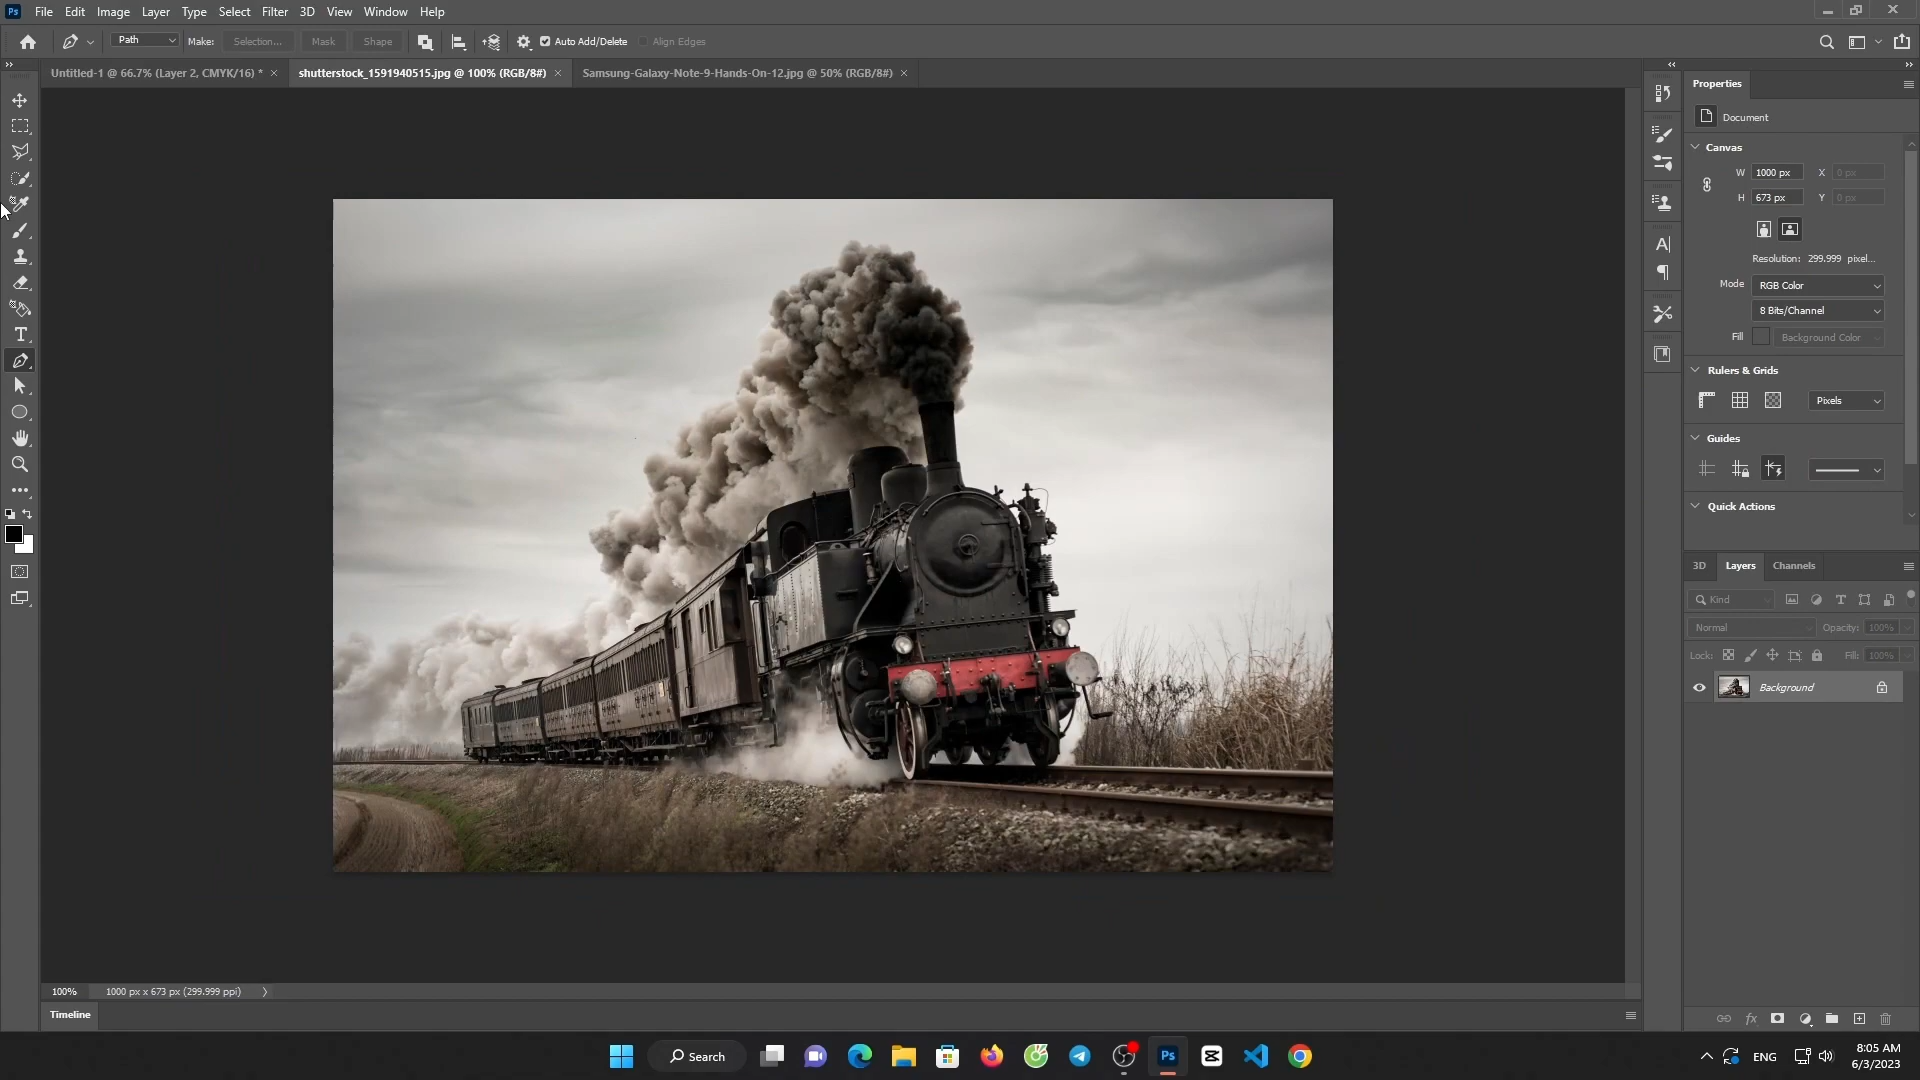 Ps File Edit Image Layer Type Select Filter 3D View Window Help
Path Make: Selection... Mask Shape Auto Add/Delete Align Edges
Untitled-1 @ 66.7% (Layer 2, CMYK/16) * × shutterstock_1591940515.jpg @ 100% (RGB/8#) × Samsung-Galaxy-Note-9-Hands-On-12.jpg @ 50% (RGB/8#) ×
Properties
Document
Canvas
W 1000 px X 0 px
H 673 px Y 0 px
Resolution: 299.999 pixel...
Mode RGB Color
8 Bits/Channel
Fill Background Color
Rulers & Grids
Pixels
Guides
Quick Actions
3D Layers Channels
Kind
Normal Opacity: 100%
Lock: Fill: 100%
Background
fx
100% 1000 px x 673 px (299.999 ppi)
Timeline
Search
Ps
ENG
8:05 AM
6/3/2023